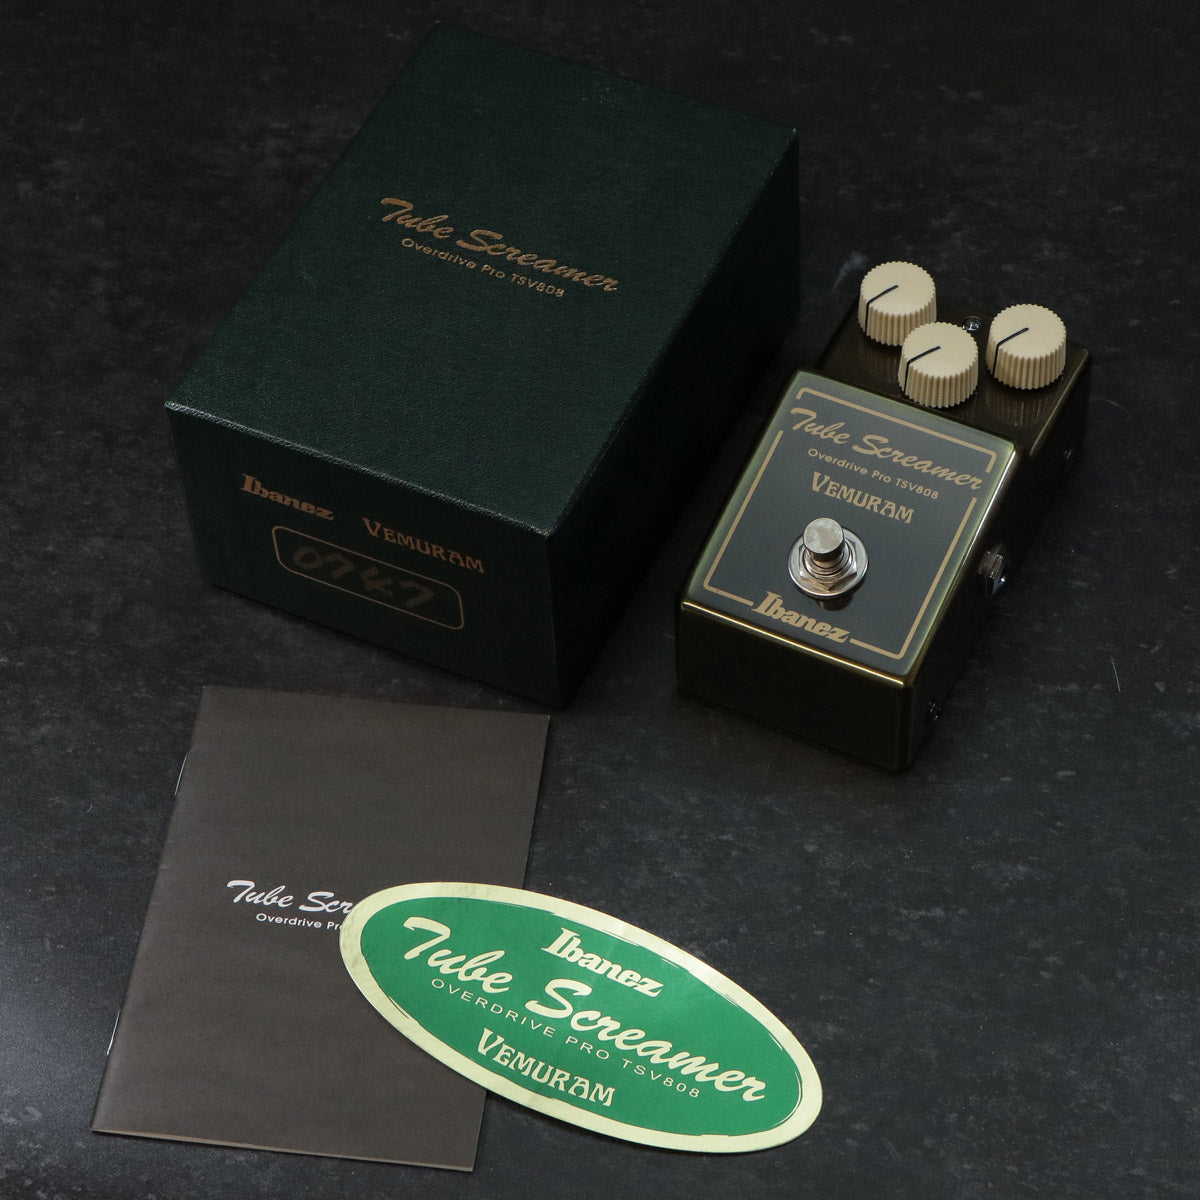 Tube Screamer
Overdrive Pro TSV808
Ibanez VEMURAM
0747
Tube Screamer
Overdrive Pro TSV808
VEMURAM
Ibanez
Tube Scr
Overdrive Pr
Ibanez
Tube Screamer
OVERDRIVE PRO TSV808
VEMURAM